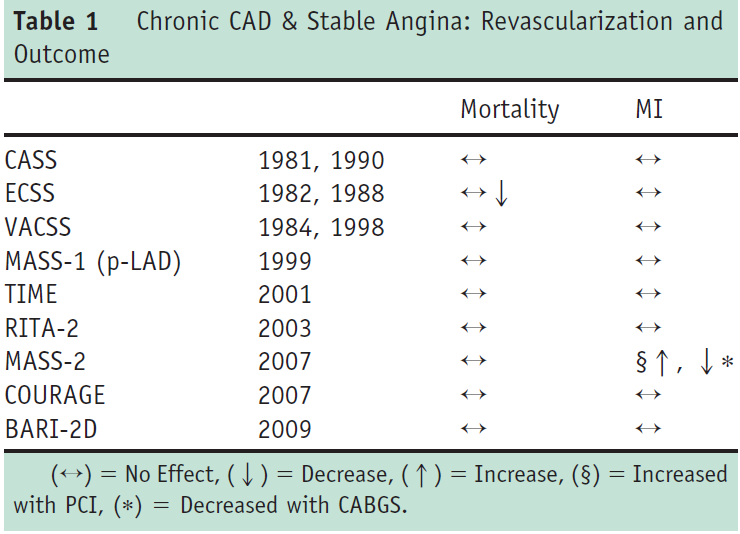 Table 1 Chronic CAD & Stable Angina: Revascularization and
Outcome
Mortality MI
CASS 1981, 1990 ↔ ↔
ECSS 1982, 1988 ↔ ↓ ↔
VACSS 1984, 1998 ↔ ↔
MASS-1 (p-LAD) 1999 ↔ ↔
TIME 2001 ↔ ↔
RITA-2 2003 ↔ ↔
MASS-2 2007 ↔ § ↑, ↓ *
COURAGE 2007 ↔ ↔
BARI-2D 2009 ↔ ↔
(↔) = No Effect, (↓) = Decrease, (↑) = Increase, (§) = Increased
with PCI, (*) = Decreased with CABGS.